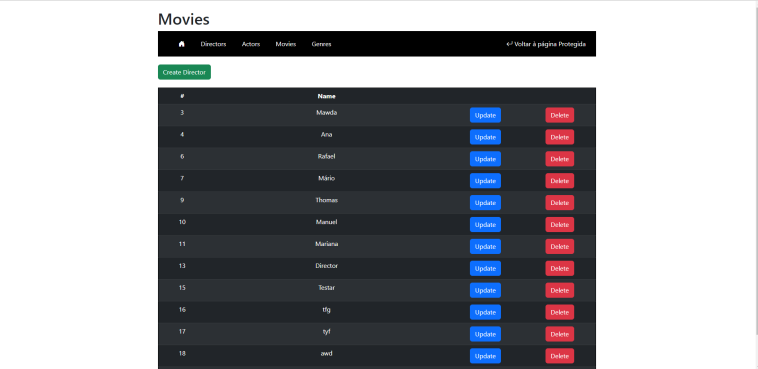 Movies
Directors Actors Movies Genres Voltar à página Protegida
Create Director
# Name
3 Mawda Update Delete
4 Ana Update Delete
6 Rafael Update Delete
7 Mário Update Delete
9 Thomas Update Delete
10 Manuel Update Delete
11 Mariana Update Delete
13 Director Update Delete
15 Testar Update Delete
16 tfg Update Delete
17 tyf Update Delete
18 awd Update Delete